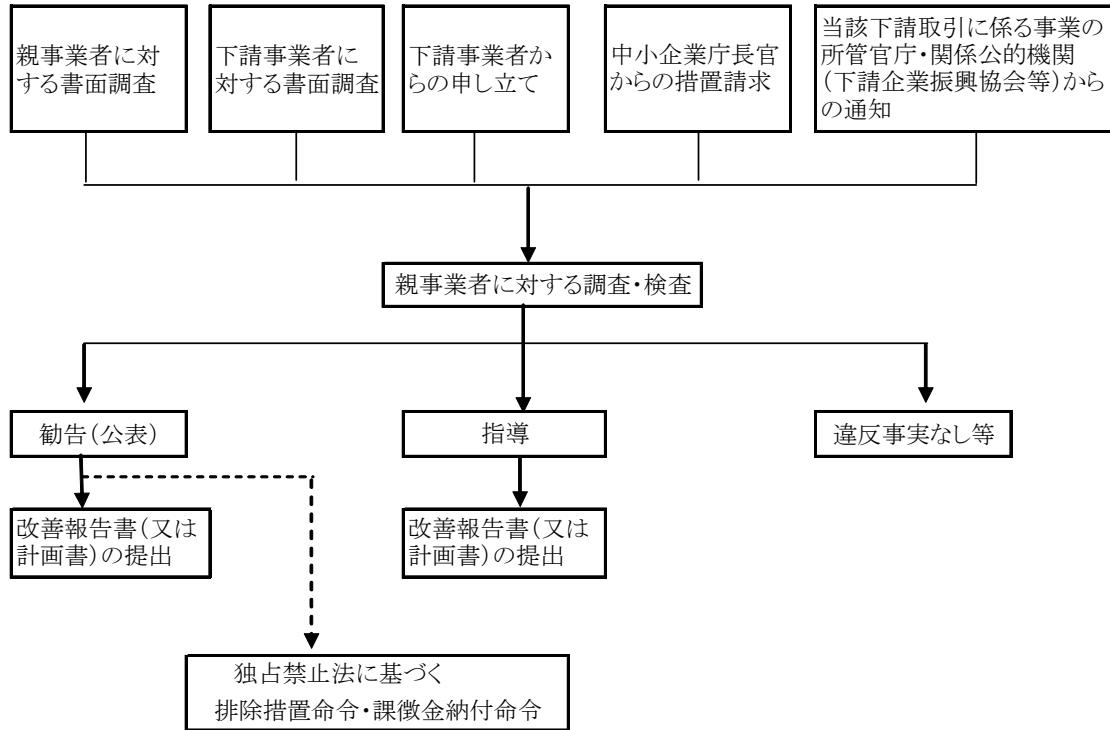 親事業者に対
する書面調査
下請事業者に
対する書面調査
下請事業者か
らの申し立て
中小企業庁長官
からの措置請求
当該下請取引に係る事業の
所管官庁・関係公的機関
(下請企業振興協会等)から
の通知
親事業者に対する調査・検査
勧告(公表)
指導
違反事実なし等
改善報告書(又は
計画書)の提出
改善報告書(又は
計画書)の提出
独占禁止法に基づく
排除措置命令・課徴金納付命令